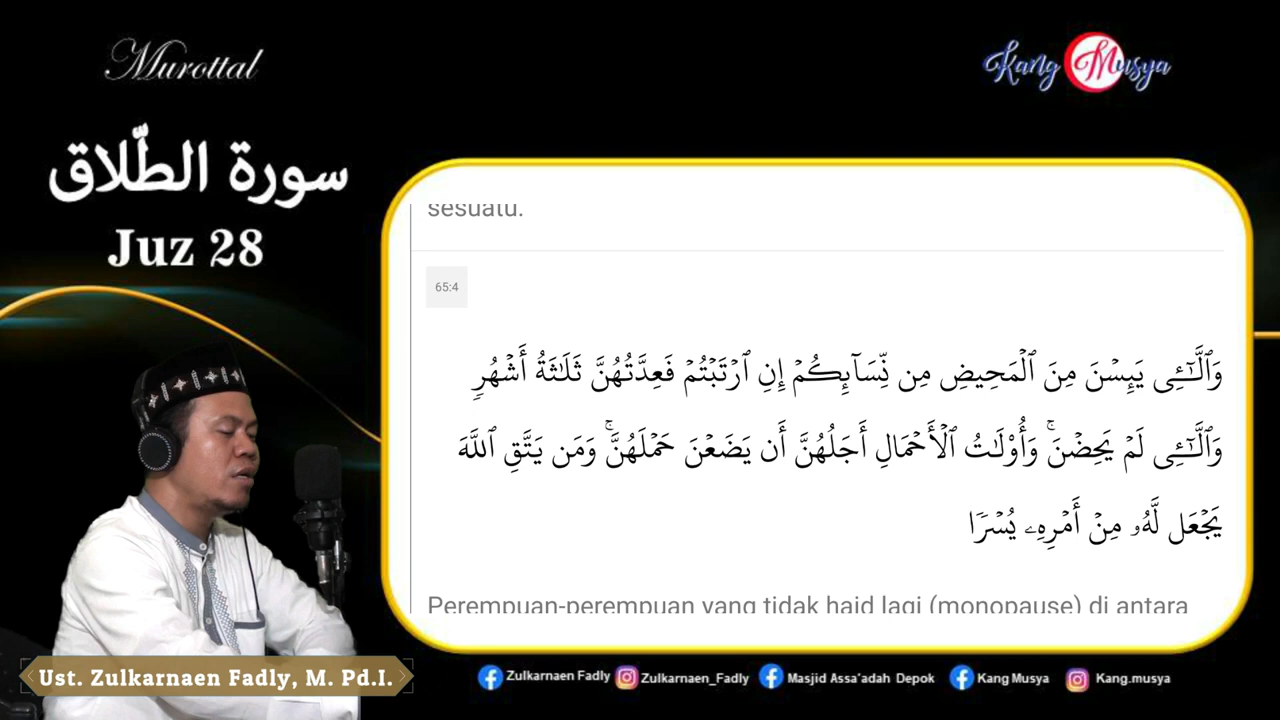 Murottal
Kang Musya
سورة الطّلاق
Juz 28
sesuatu.
65:4
وَٱلَّـٰٓـِٔى يَئِسْنَ مِنَ ٱلْمَحِيضِ مِن نِّسَآئِكُمْ إِنِ ٱرْتَبْتُمْ فَعِدَّتُهُنَّ ثَلَـٰثَةُ أَشْهُرٍ
وَٱلَّـٰٓـِٔى لَمْ يَحِضْنَ ۚ وَأُو۟لَـٰتُ ٱلْأَحْمَالِ أَجَلُهُنَّ أَن يَضَعْنَ حَمْلَهُنَّ ۚ وَمَن يَتَّقِ ٱللَّهَ
يَجْعَل لَّهُۥ مِنْ أَمْرِهِۦ يُسْرًا
Perempuan-perempuan yang tidak haid lagi (monopause) di antara
Ust. Zulkarnaen Fadly, M. Pd.I.
Zulkarnaen Fadly Zulkarnaen_Fadly Masjid Assa'adah Depok Kang Musya Kang.musya